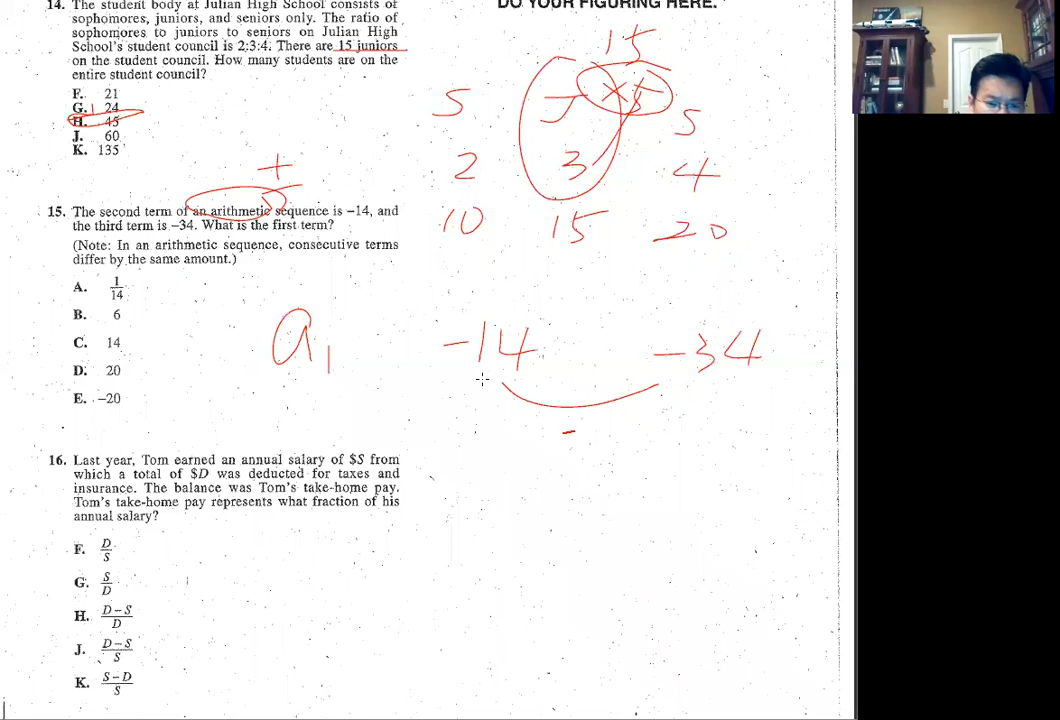 DO YOUR FIGURING HERE.
14. The student body at Julian High School consists of
sophomores, juniors, and seniors only. The ratio of
sophomores to juniors to seniors on Julian High
School's student council is 2:3:4. There are 15 juniors
on the student council. How many students are on the
entire student council?
F. 21
G. 24
H. 45
J. 60
K. 135
15
S J ×5 S
2 3 4
10 15 20
+
15. The second term of an arithmetic sequence is −14, and
the third term is −34. What is the first term?
(Note: In an arithmetic sequence, consecutive terms
differ by the same amount.)
A. 1/14
B. 6
C. 14
D. 20
E. −20
a₁ −14 −34
-
16. Last year, Tom earned an annual salary of $S from
which a total of $D was deducted for taxes and
insurance. The balance was Tom's take-home pay.
Tom's take-home pay represents what fraction of his
annual salary?
F. D/S
G. S/D
H. D−S/D
J. D−S/S
K. S−D/S